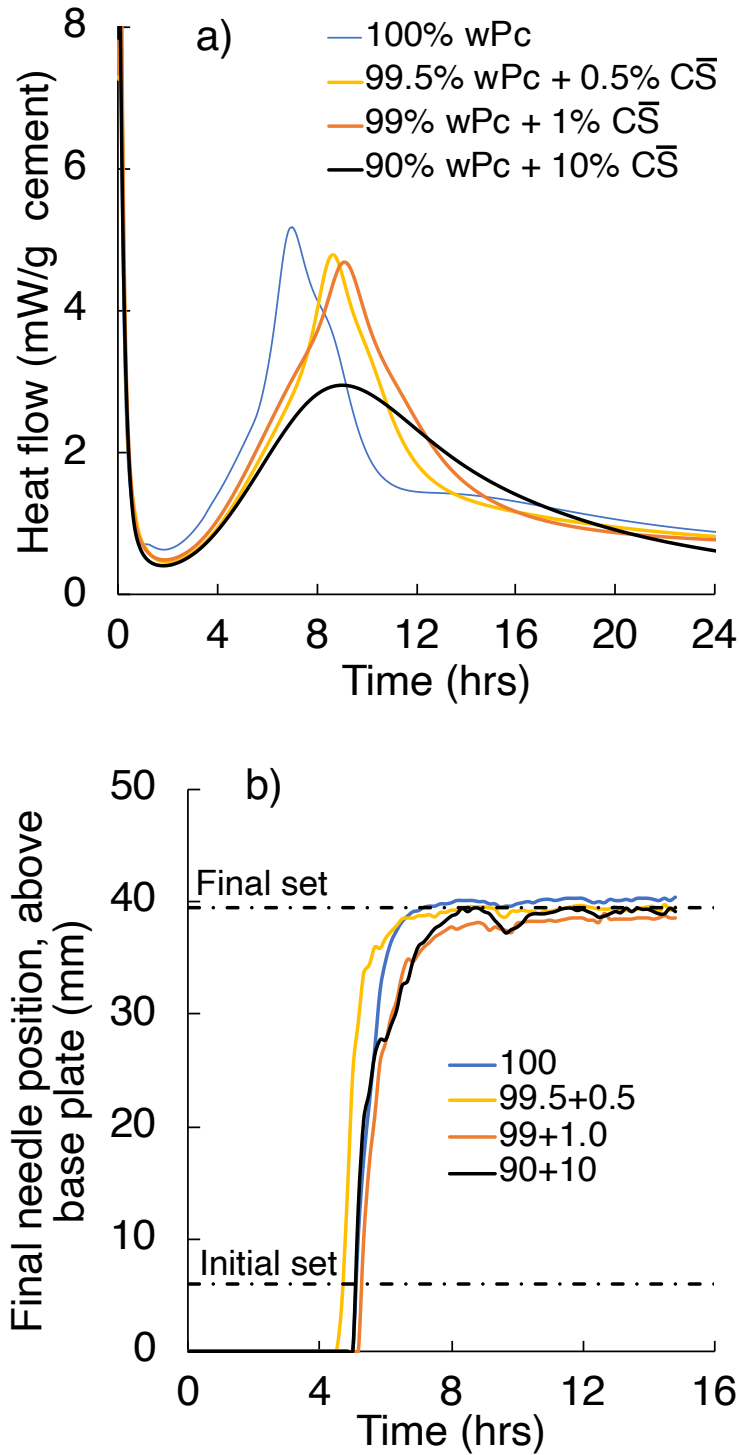 a)
100% wPc
99.5% wPc + 0.5% CS̅
99% wPc + 1% CS̅
90% wPc + 10% CS̅
8
6
4
2
0
Heat flow (mW/g cement)
0 4 8 12 16 20 24
Time (hrs)
b)
50
40
30
20
10
0
Final needle position, above
base plate (mm)
Final set
100
99.5+0.5
99+1.0
90+10
Initial set
0 4 8 12 16
Time (hrs)